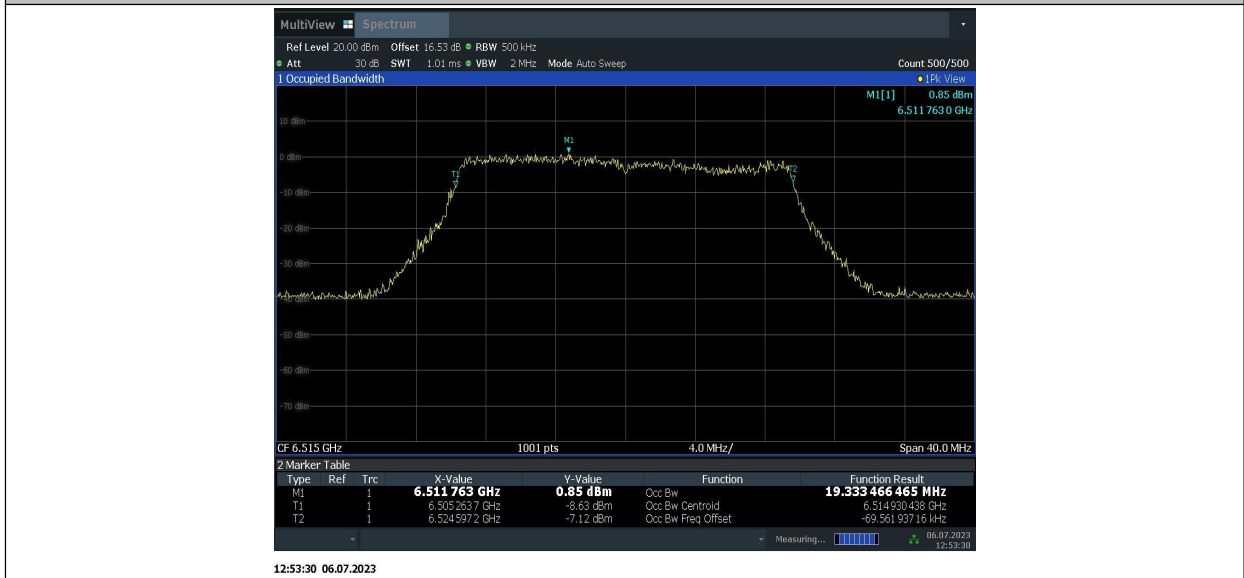 MultiView Spectrum
Ref Level 20.00 dBm Offset 16.53 dB RBW 500 kHz
Att 30 dB SWT 1.01 ms VBW 2 MHz Mode Auto Sweep Count 500/500
1 Occupied Bandwidth 1Pk View
M1[1] 0.85 dBm
6.511 763 0 GHz
10 dBm
M1
0 dBm
T1
T2
-10 dBm
-20 dBm
-30 dBm
-40 dBm
-50 dBm
-60 dBm
-70 dBm
CF 6.515 GHz 1001 pts 4.0 MHz/ Span 40.0 MHz
2 Marker Table
Type Ref Trc X-Value Y-Value Function Function Result
M1 1 6.511 763 GHz 0.85 dBm Occ Bw 19.333 466 465 MHz
T1 1 6.505 263 7 GHz -8.63 dBm Occ Bw Centroid 6.514 930 438 GHz
T2 1 6.524 597 2 GHz -7.12 dBm Occ Bw Freq Offset -69.561 937 16 kHz
Measuring... 06.07.2023
12:53:30
12:53:30 06.07.2023